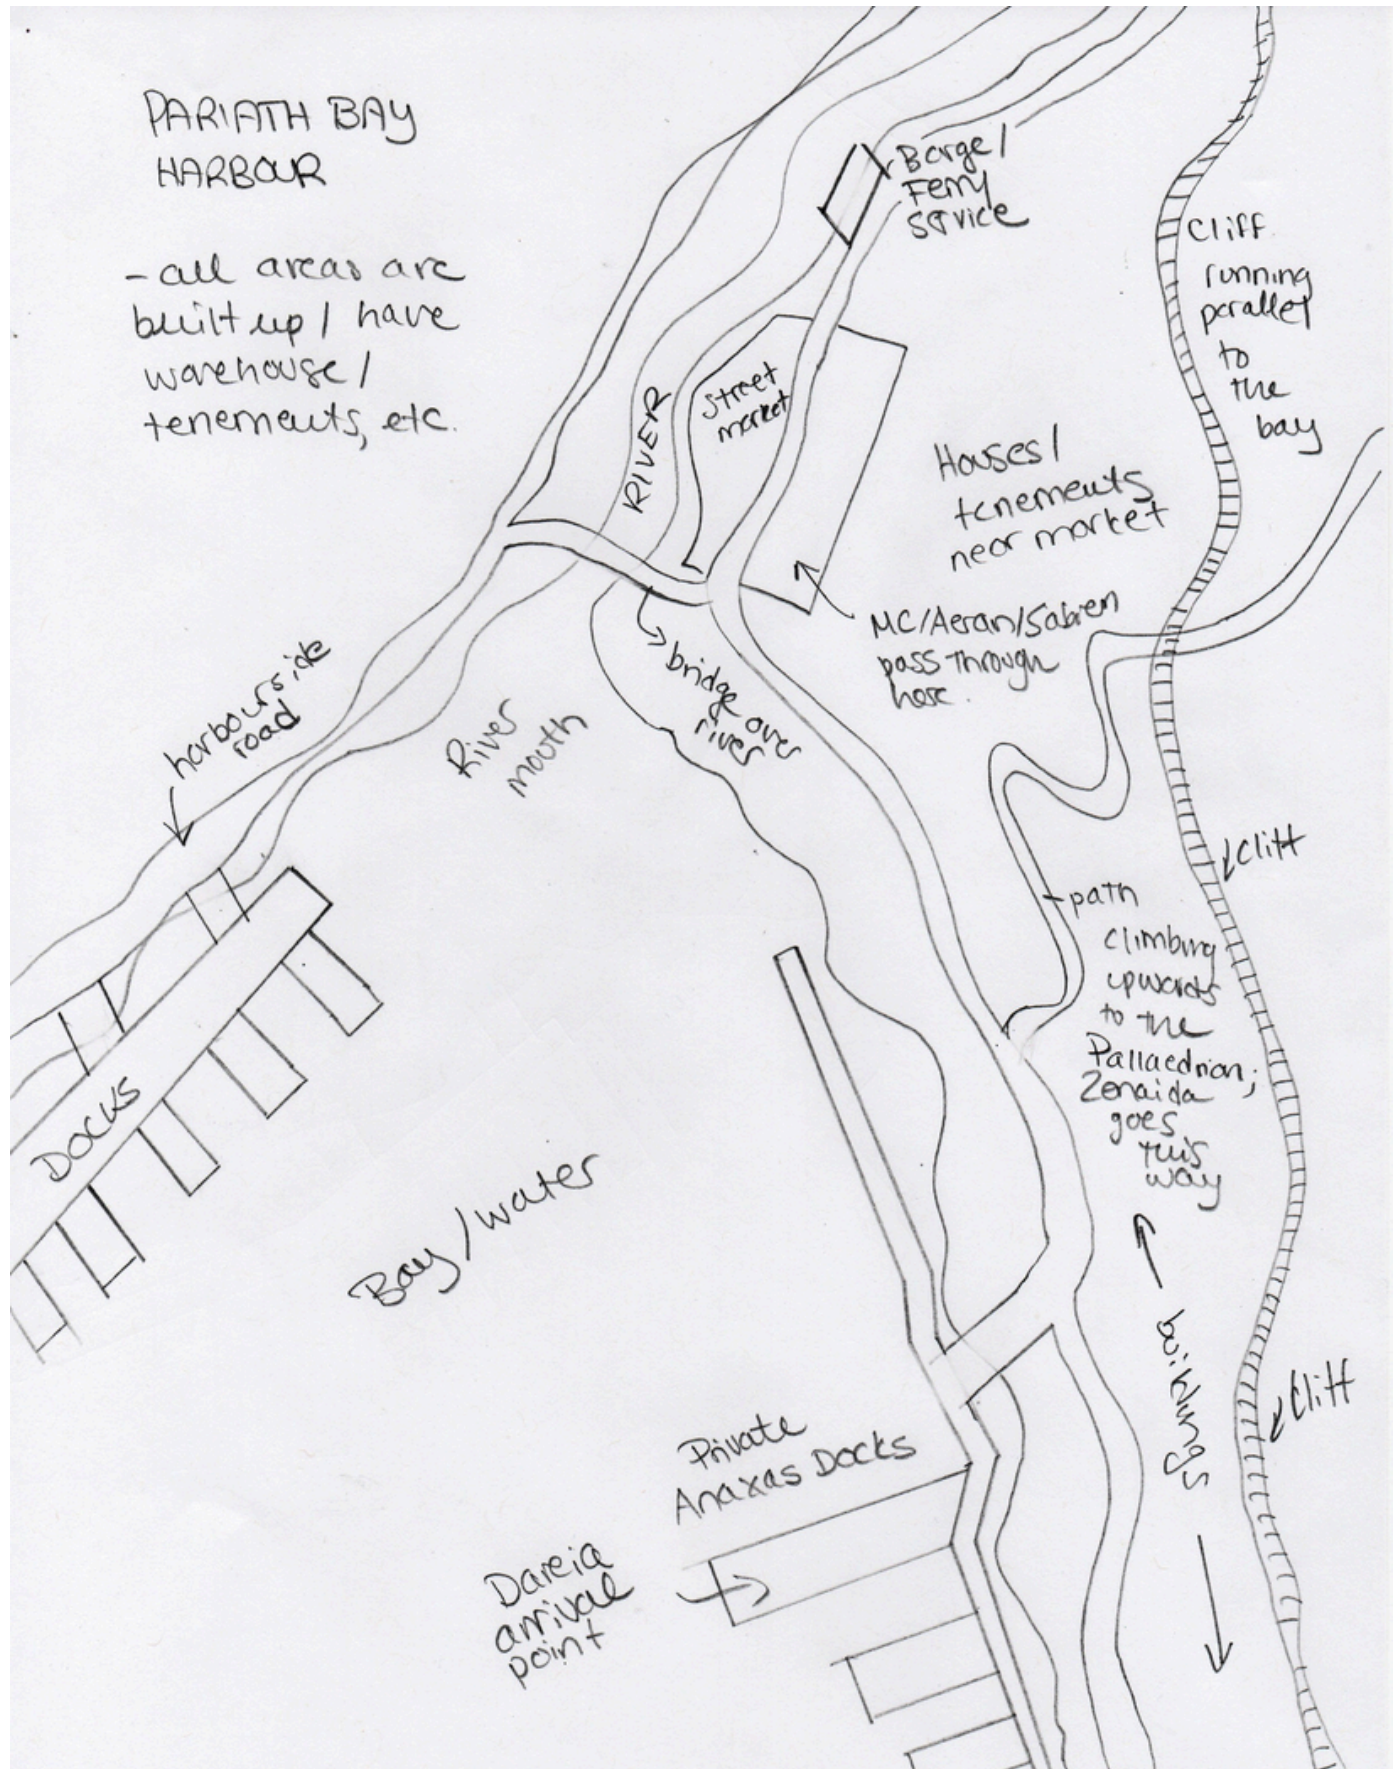 PARIATH BAY
HARBOUR
- all areas are
built up / have
warehouse /
tenements, etc.
Barge /
Ferry
service
Cliff
running
parallel
to
the
bay
Street
market
RIVER
Houses /
tenements
near market
MC/Aeran/Sabien
pass through
here.
harbourside
road
River
mouth
bridge over
river
Cliff
path
climbing
upwards
to the
Pallaedrian;
Zenaida
goes
this
way
DOCKS
Bay / water
buildings
Cliff
Private
Anaxas Docks
Dareia
arrival
point